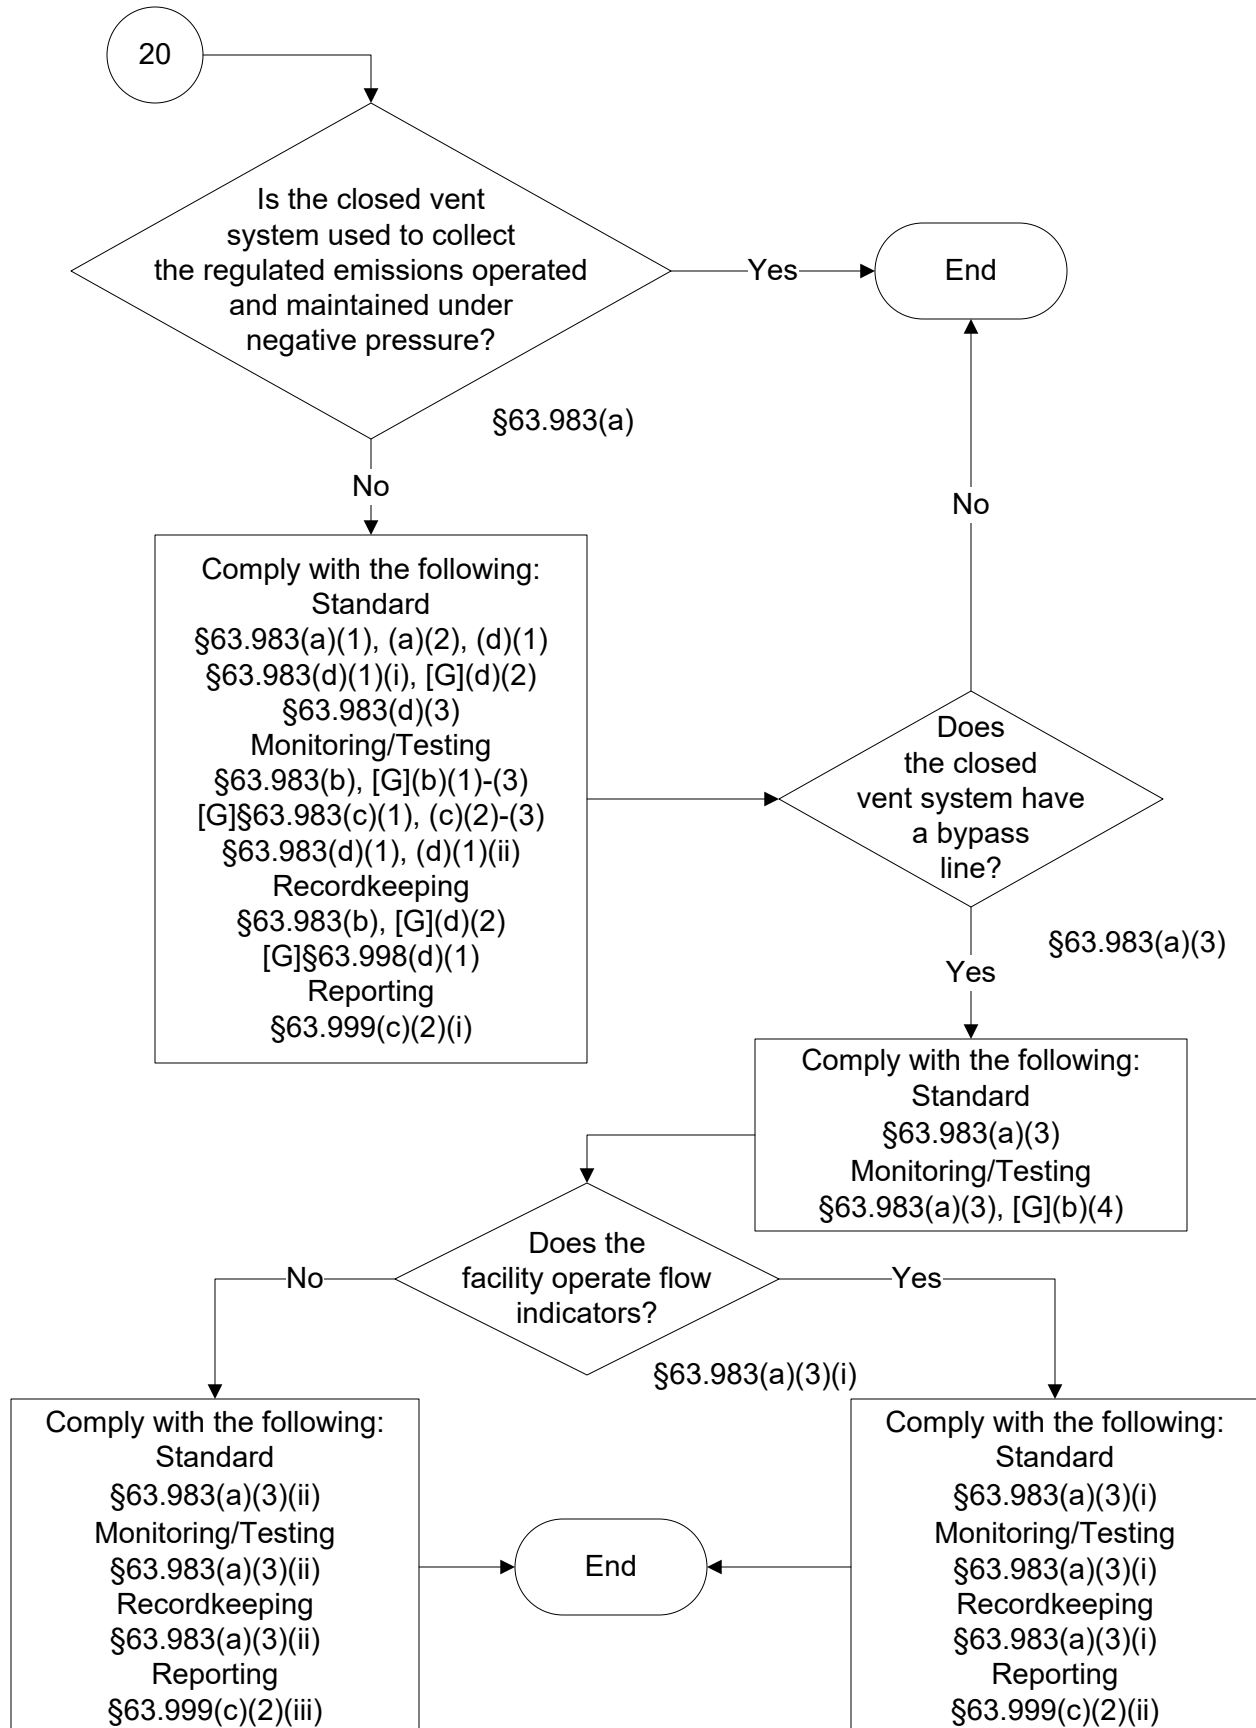 20
Is the closed vent
system used to collect
the regulated emissions operated
and maintained under
negative pressure?
Yes
End
§63.983(a)
No
No
Comply with the following:
Standard
§63.983(a)(1), (a)(2), (d)(1)
§63.983(d)(1)(i), [G](d)(2)
§63.983(d)(3)
Monitoring/Testing
§63.983(b), [G](b)(1)-(3)
[G]§63.983(c)(1), (c)(2)-(3)
§63.983(d)(1), (d)(1)(ii)
Recordkeeping
§63.983(b), [G](d)(2)
[G]§63.998(d)(1)
Reporting
§63.999(c)(2)(i)
Does
the closed
vent system have
a bypass
line?
§63.983(a)(3)
Yes
Comply with the following:
Standard
§63.983(a)(3)
Monitoring/Testing
§63.983(a)(3), [G](b)(4)
Does the
facility operate flow
indicators?
No
Yes
§63.983(a)(3)(i)
Comply with the following:
Standard
§63.983(a)(3)(ii)
Monitoring/Testing
§63.983(a)(3)(ii)
Recordkeeping
§63.983(a)(3)(ii)
Reporting
§63.999(c)(2)(iii)
End
Comply with the following:
Standard
§63.983(a)(3)(i)
Monitoring/Testing
§63.983(a)(3)(i)
Recordkeeping
§63.983(a)(3)(i)
Reporting
§63.999(c)(2)(ii)